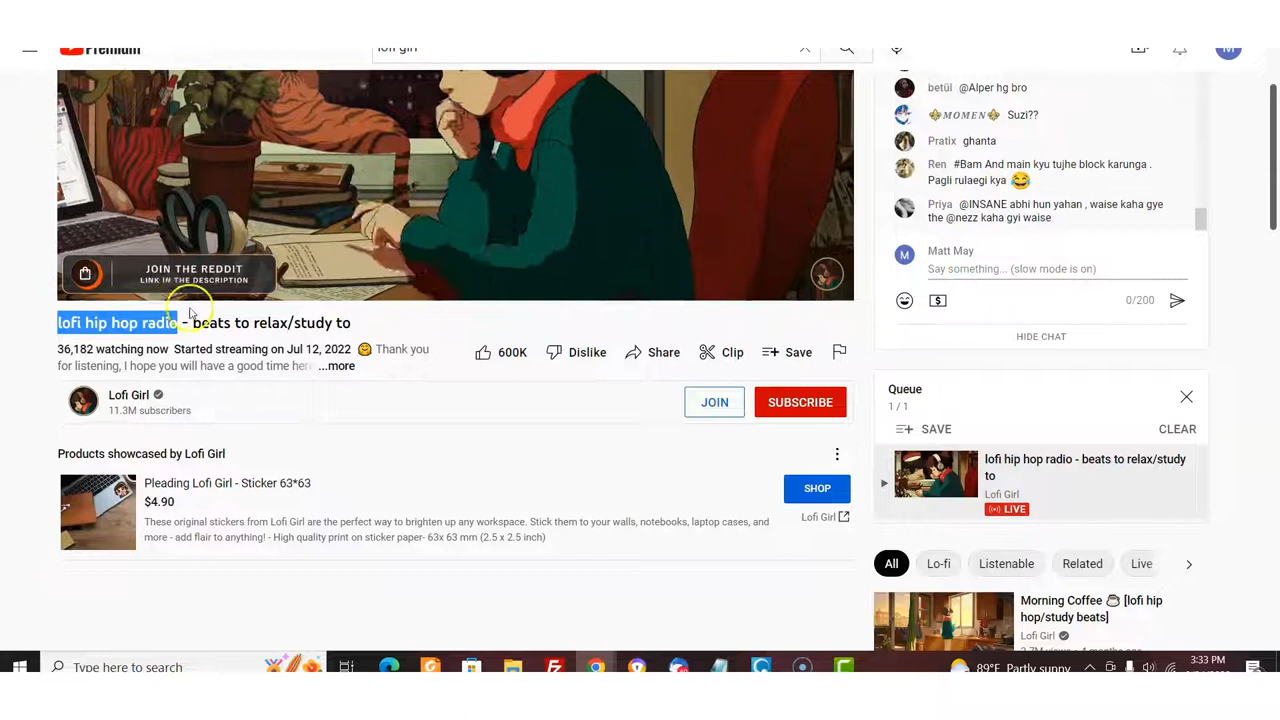 Premium
lofi girl
betül @Alper hg bro
MOMEN Suzi??
Pratix ghanta
Ren #Bam And main kyu tujhe block karunga .
Pagli rulaegi kya 😂
Priya @INSANE abhi hun yahan , waise kaha gye
the @nezz kaha gyi waise
M Matt May
Say something... (slow mode is on)
0/200
HIDE CHAT
JOIN THE REDDIT
LINK IN THE DESCRIPTION
lofi hip hop radio - beats to relax/study to
36,182 watching now Started streaming on Jul 12, 2022 🤗 Thank you
for listening, I hope you will have a good time here ...more
600K Dislike Share Clip Save
Lofi Girl
11.3M subscribers
JOIN SUBSCRIBE
Products showcased by Lofi Girl
Pleading Lofi Girl - Sticker 63*63
$4.90
These original stickers from Lofi Girl are the perfect way to brighten up any workspace. Stick them to your walls, notebooks, laptop cases, and
more - add flair to anything! - High quality print on sticker paper- 63x 63 mm (2.5 x 2.5 inch)
SHOP
Lofi Girl
Queue
1 / 1
SAVE CLEAR
lofi hip hop radio - beats to relax/study
to
Lofi Girl
LIVE
All Lo-fi Listenable Related Live
Morning Coffee ☕ [lofi hip
hop/study beats]
Lofi Girl
Type here to search
89°F Partly sunny
3:33 PM